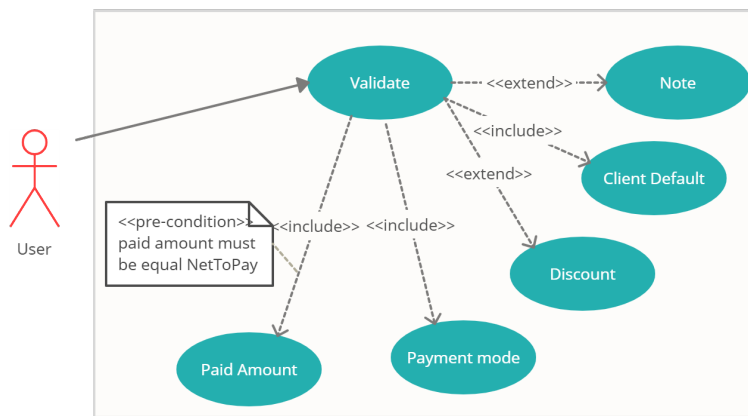 Validate
<<extend>>
Note
<<include>>
Client Default
<<extend>>
<<pre-condition>>
paid amount must
be equal NetToPay
<<include>>
<<include>>
User
Discount
Paid Amount
Payment mode